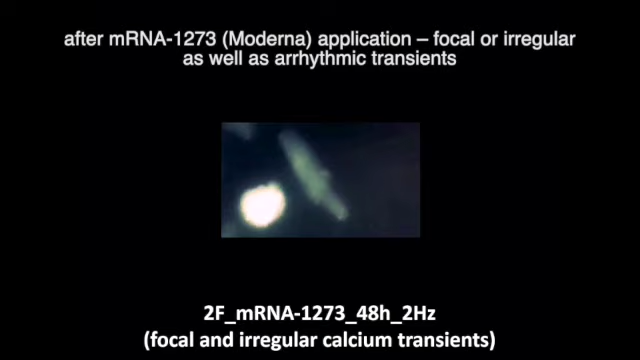 after mRNA-1273 (Moderna) application – focal or irregular
as well as arrhythmic transients
2F_mRNA-1273_48h_2Hz
(focal and irregular calcium transients)